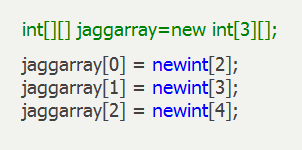 int[][] jaggarray=new int[3][];
jaggarray[0] = newint[2];
jaggarray[1] = newint[3];
jaggarray[2] = newint[4];